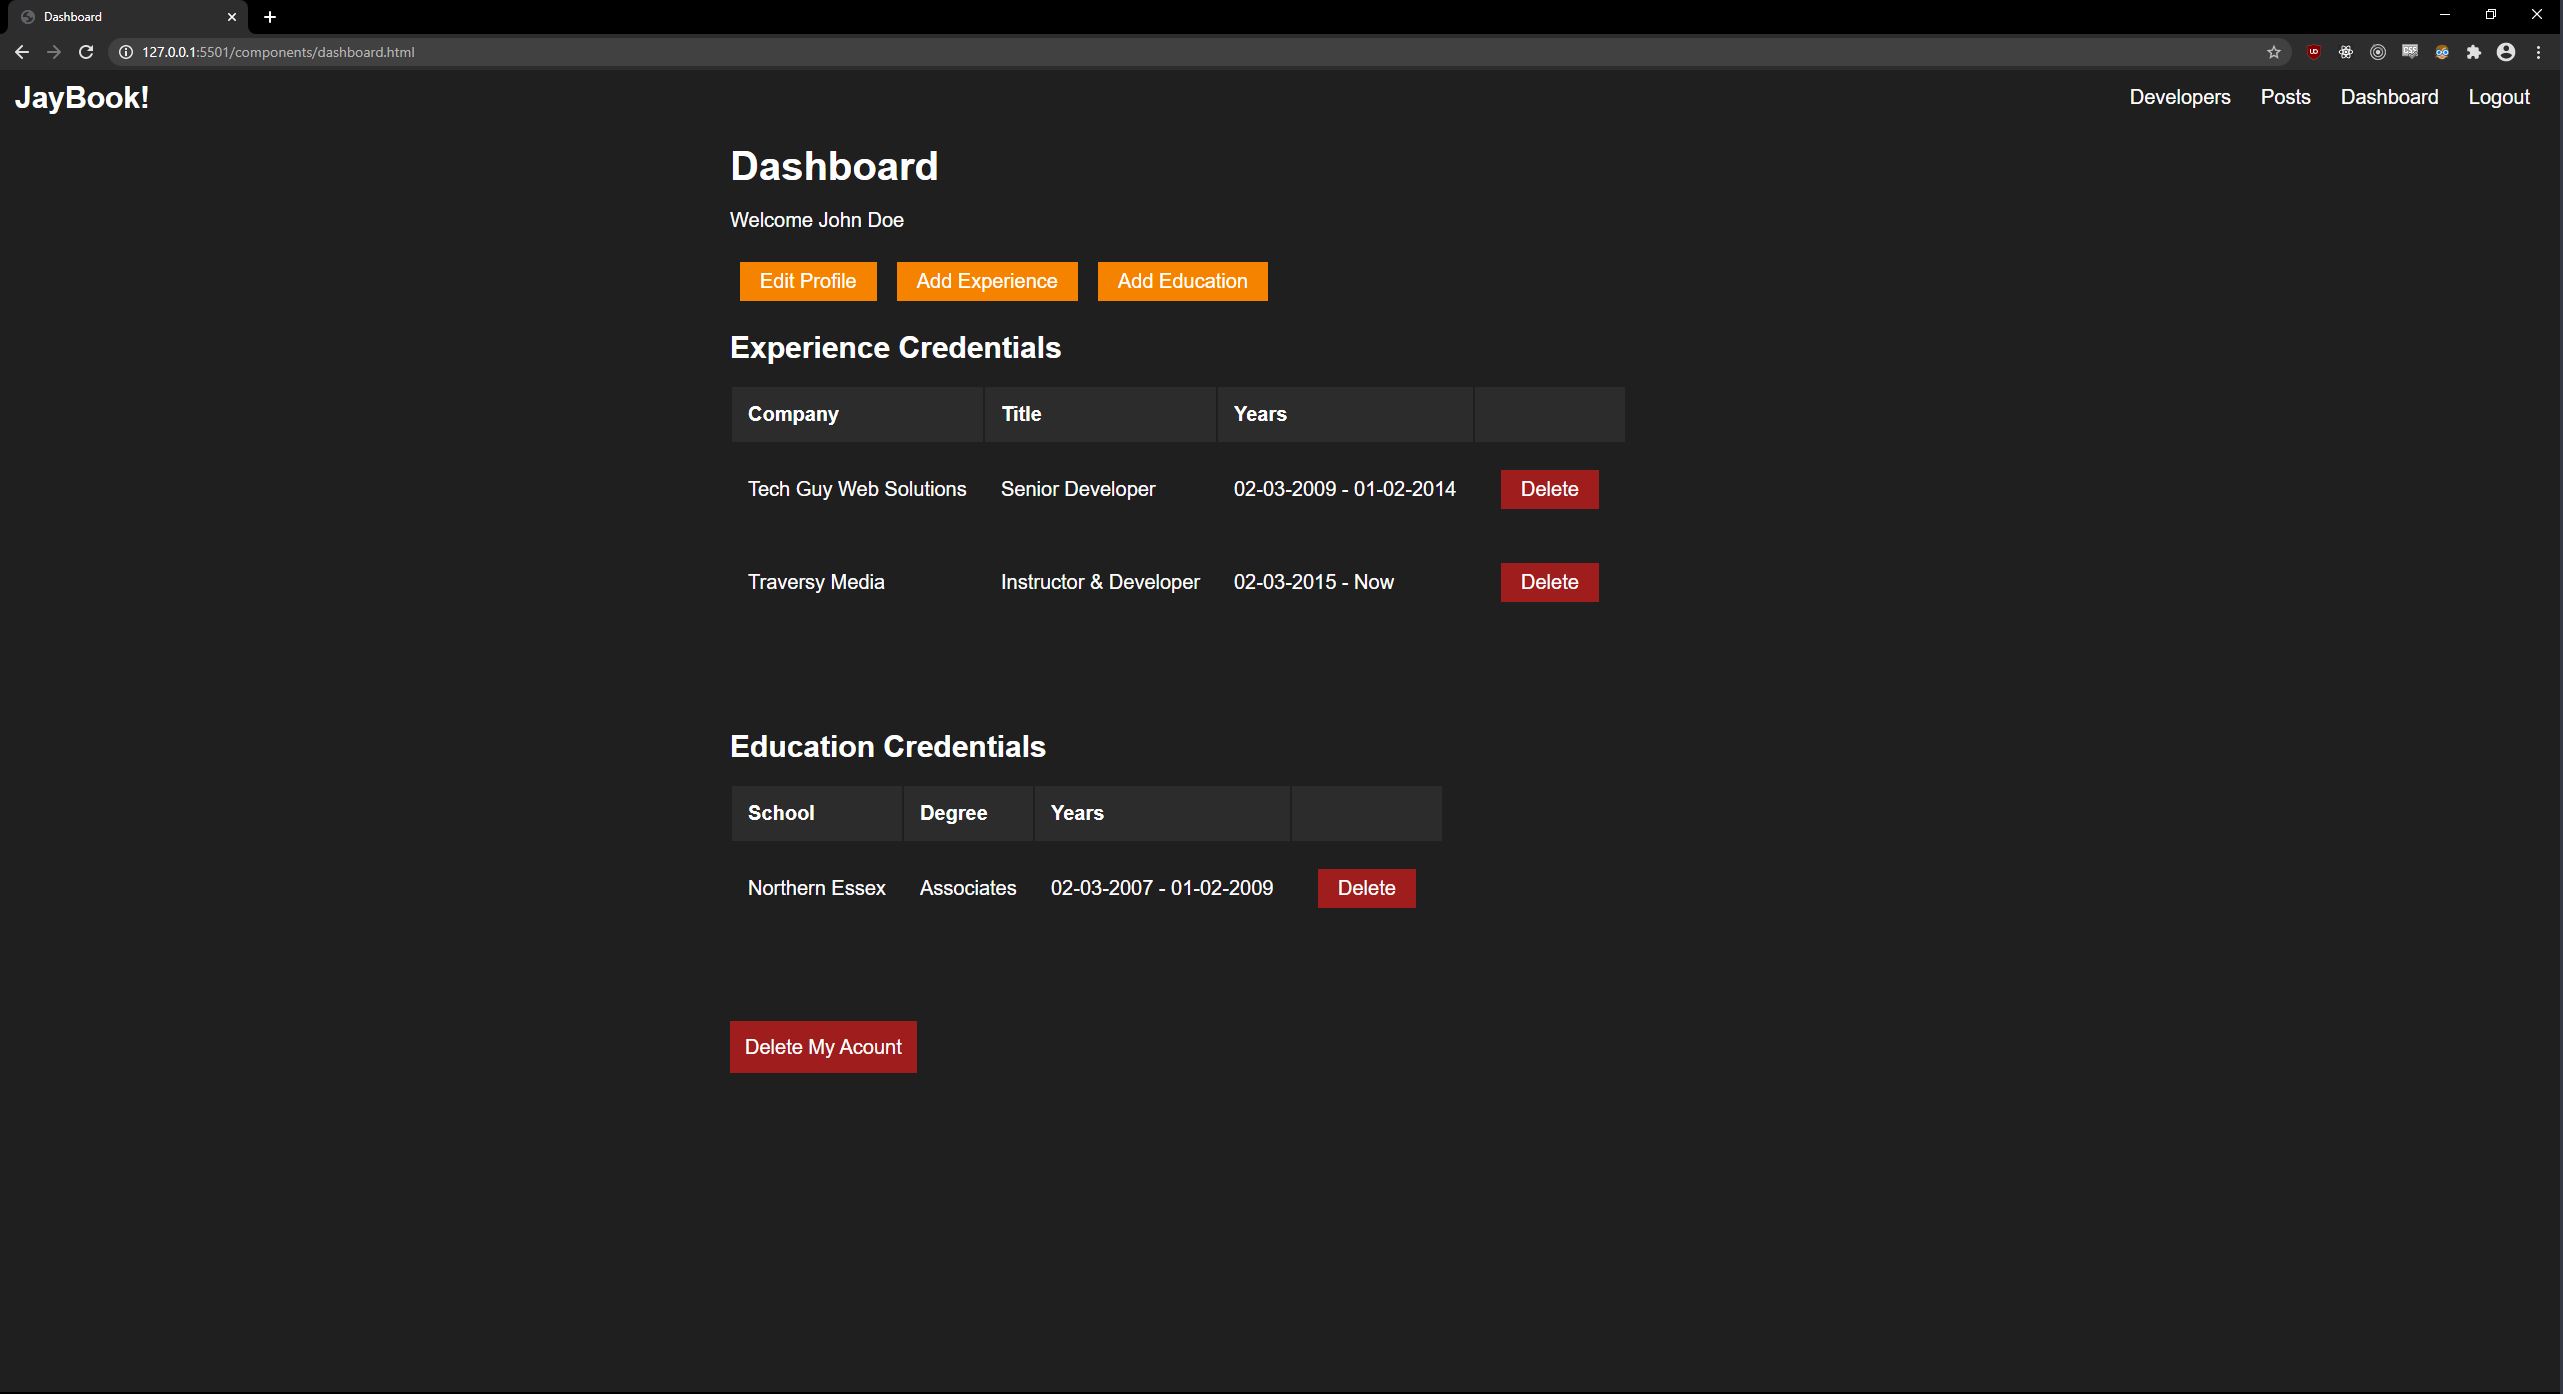 Dashboard
127.0.0.1:5501/components/dashboard.html
JayBook!
Developers Posts Dashboard Logout
Dashboard
Welcome John Doe
Edit Profile Add Experience Add Education
Experience Credentials
Company Title Years
Tech Guy Web Solutions Senior Developer 02-03-2009 - 01-02-2014 Delete
Traversy Media Instructor & Developer 02-03-2015 - Now Delete
Education Credentials
School Degree Years
Northern Essex Associates 02-03-2007 - 01-02-2009 Delete
Delete My Acount